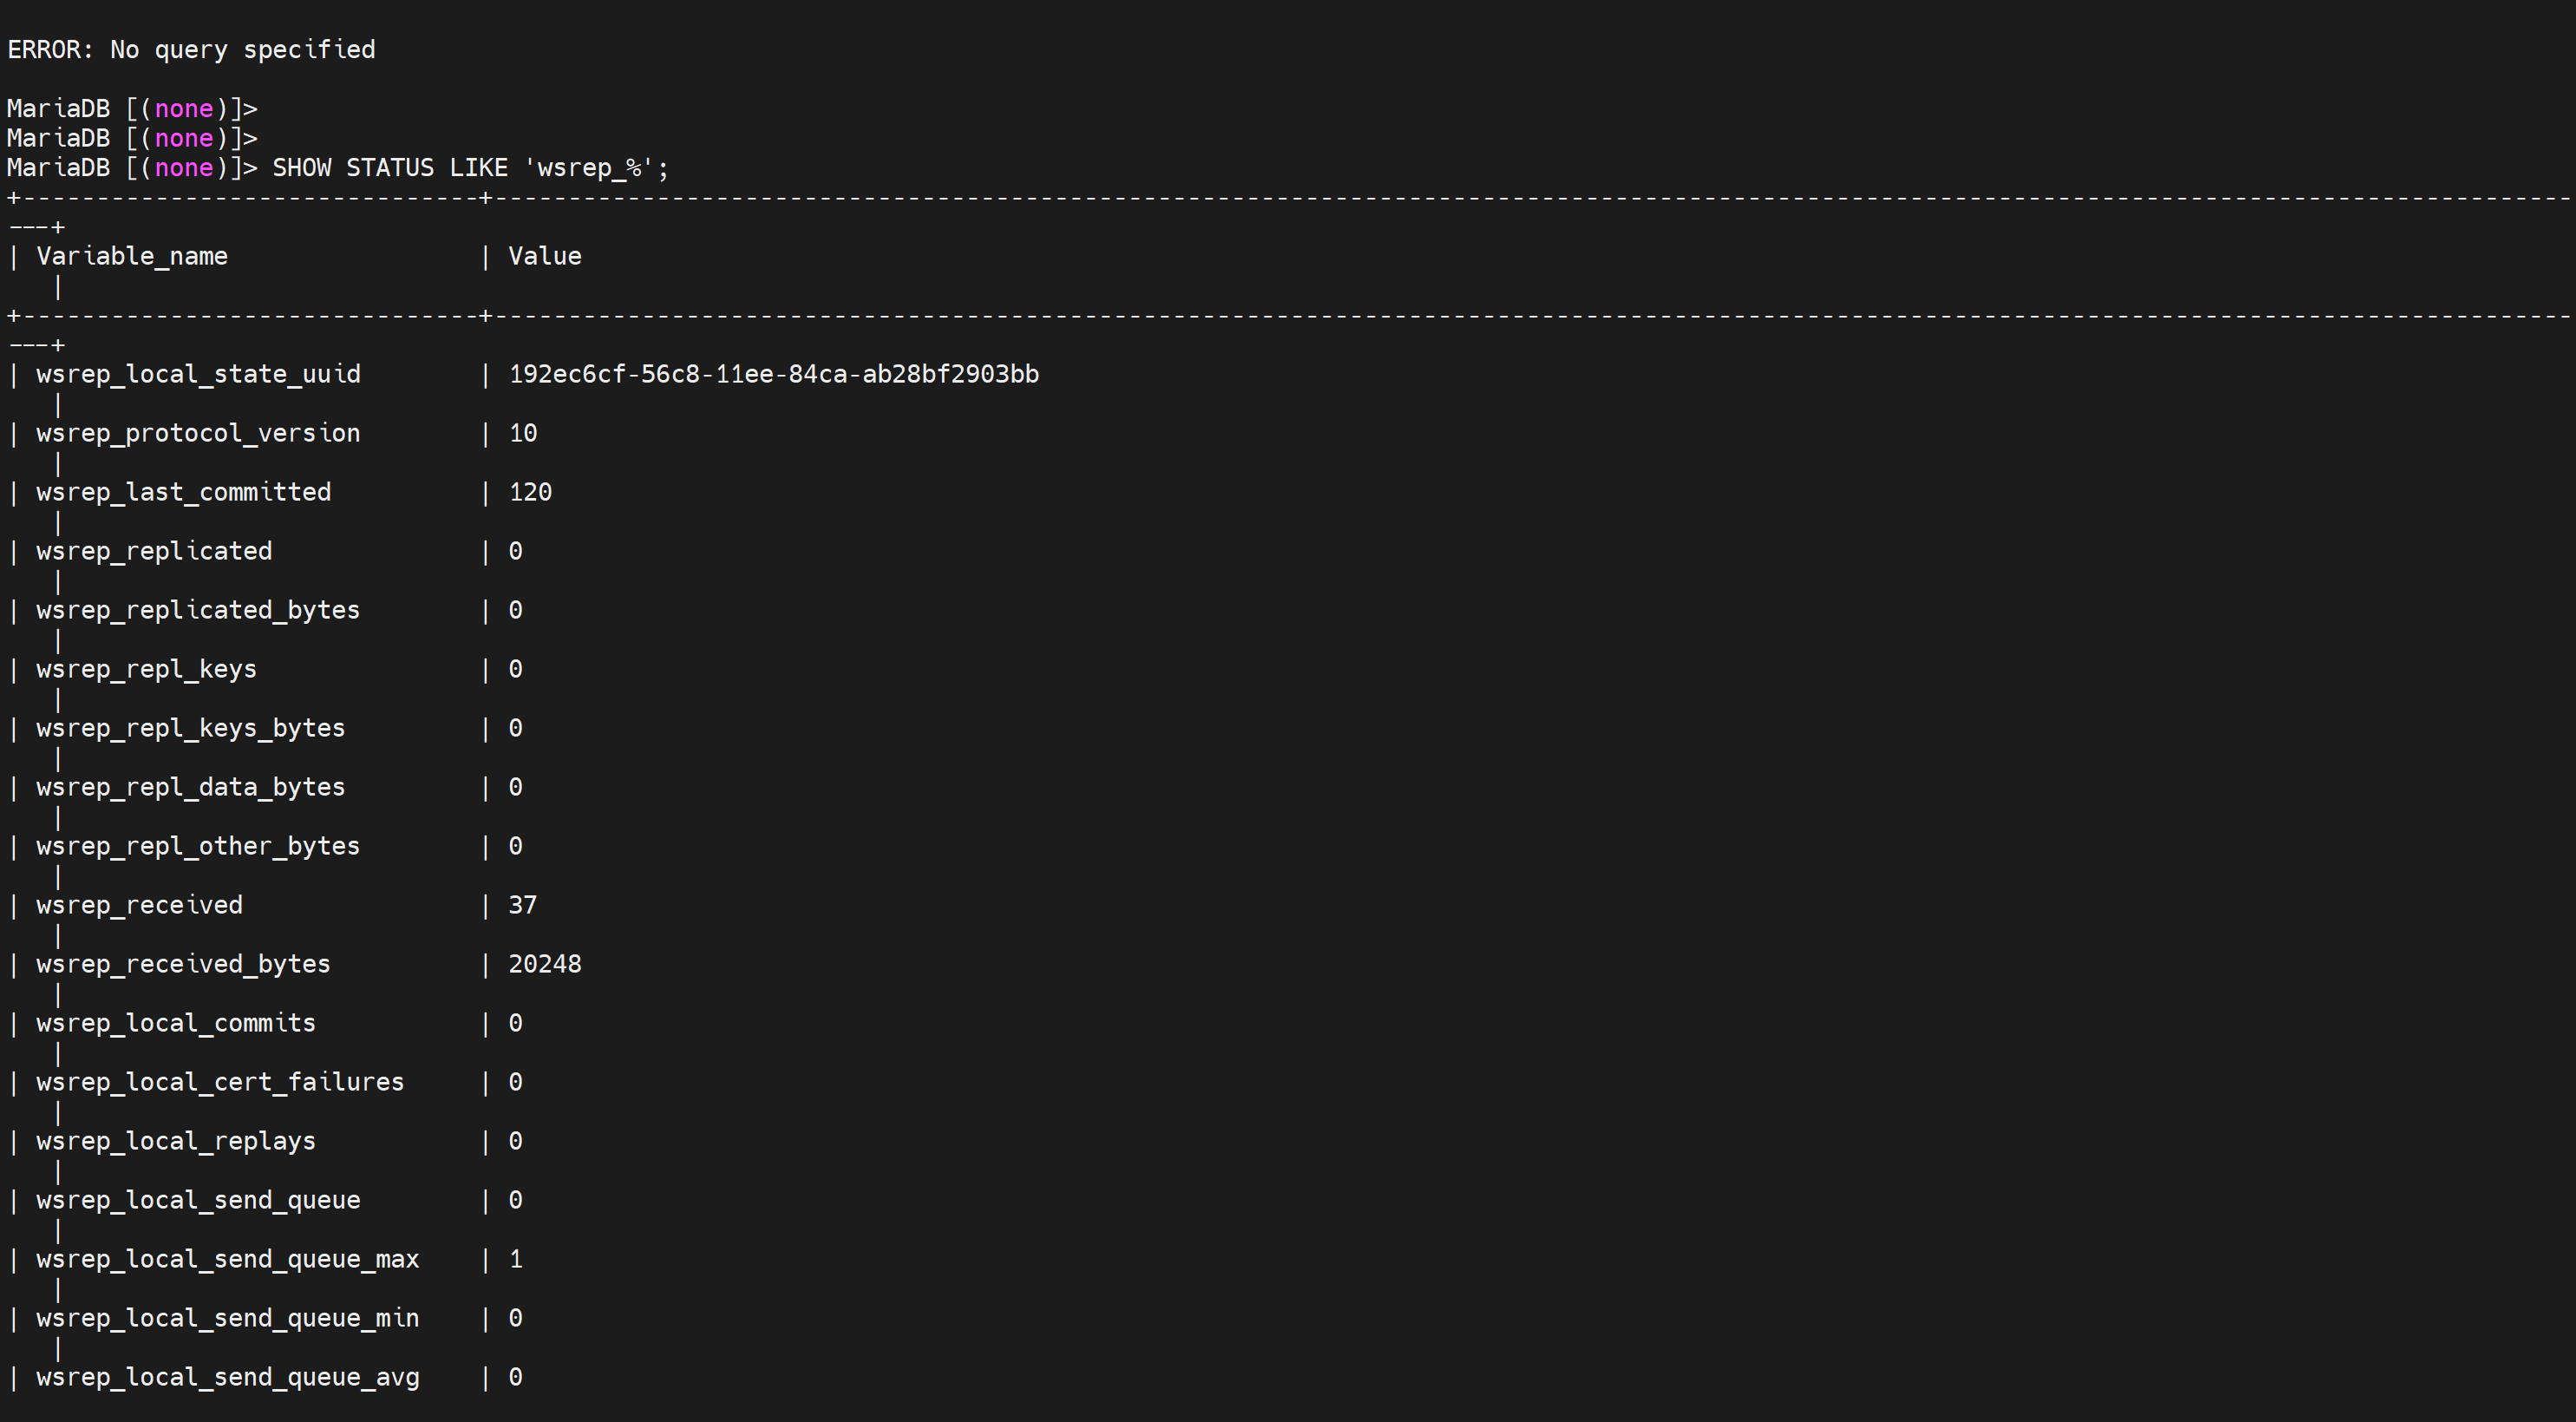 ERROR: No query specified
MariaDB [(none)]>
MariaDB [(none)]>
MariaDB [(none)]> SHOW STATUS LIKE 'wsrep_%';
+-------------------------------+---------------------------------------------------------------------------------------------------------------------------------------------
---+
| Variable_name                 | Value
   |
+-------------------------------+---------------------------------------------------------------------------------------------------------------------------------------------
---+
| wsrep_local_state_uuid        | 192ec6cf-56c8-11ee-84ca-ab28bf2903bb
   |
| wsrep_protocol_version        | 10
   |
| wsrep_last_committed          | 120
   |
| wsrep_replicated              | 0
   |
| wsrep_replicated_bytes        | 0
   |
| wsrep_repl_keys               | 0
   |
| wsrep_repl_keys_bytes         | 0
   |
| wsrep_repl_data_bytes         | 0
   |
| wsrep_repl_other_bytes        | 0
   |
| wsrep_received                | 37
   |
| wsrep_received_bytes          | 20248
   |
| wsrep_local_commits           | 0
   |
| wsrep_local_cert_failures     | 0
   |
| wsrep_local_replays           | 0
   |
| wsrep_local_send_queue        | 0
   |
| wsrep_local_send_queue_max    | 1
   |
| wsrep_local_send_queue_min    | 0
   |
| wsrep_local_send_queue_avg    | 0